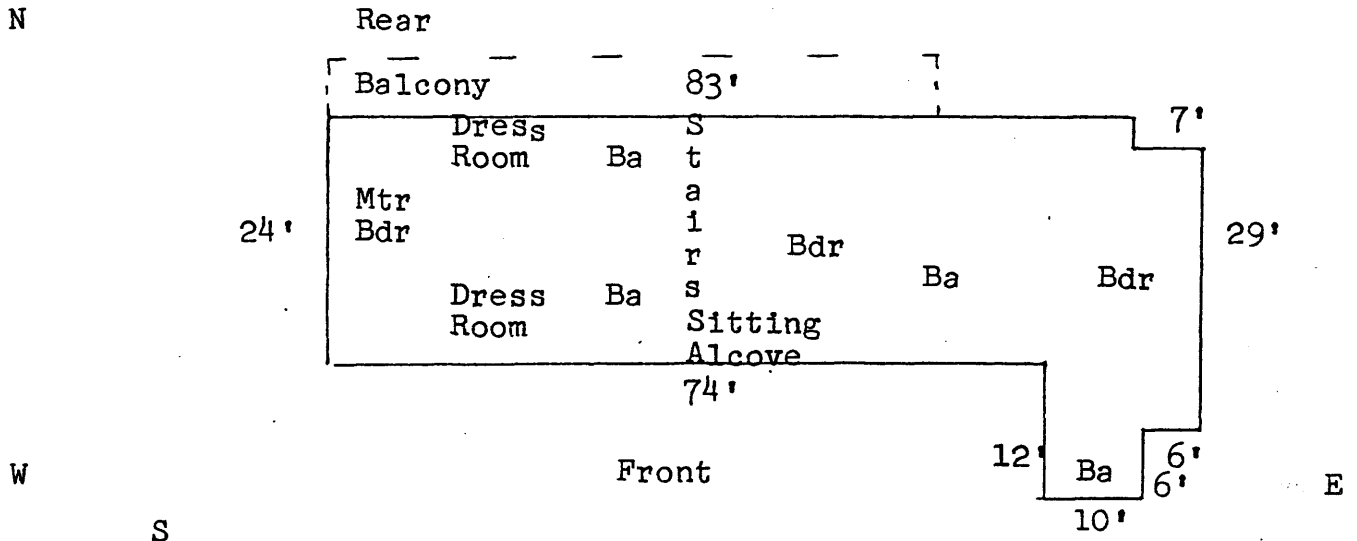 N Rear
Balcony 83'
7'
Dress
Room Ba Stairs
Mtr
Bdr
24' 29'
Bdr
Ba Bdr
Dress Ba
Room
Sitting
Alcove
74'
12' 6'
W Front Ba 6' E
10'
S